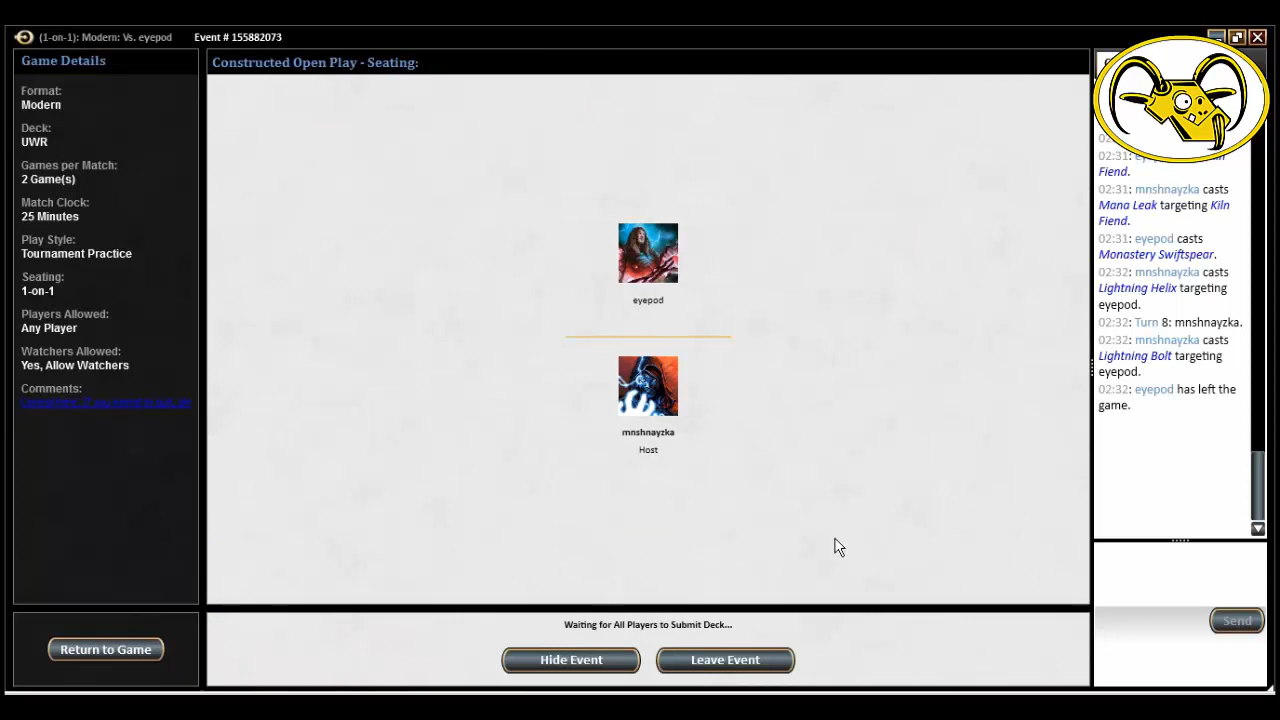 (1-on-1): Modern: Vs. eyepod Event # 155882073
Game Details
Format:
Modern
Deck:
UWR
Games per Match:
2 Game(s)
Match Clock:
25 Minutes
Play Style:
Tournament Practice
Seating:
1-on-1
Players Allowed:
Any Player
Watchers Allowed:
Yes, Allow Watchers
Comments:
Return to Game
Constructed Open Play - Seating:
eyepod
mnshnayzka
Host
Waiting for All Players to Submit Deck...
Hide Event
Leave Event
02:31:
Fiend.
02:31: mnshnayzka casts
Mana Leak targeting Kiln
Fiend.
02:31: eyepod casts
Monastery Swiftspear.
02:32: mnshnayzka casts
Lightning Helix targeting
eyepod.
02:32: Turn 8: mnshnayzka.
02:32: mnshnayzka casts
Lightning Bolt targeting
eyepod.
02:32: eyepod has left the
game.
Send